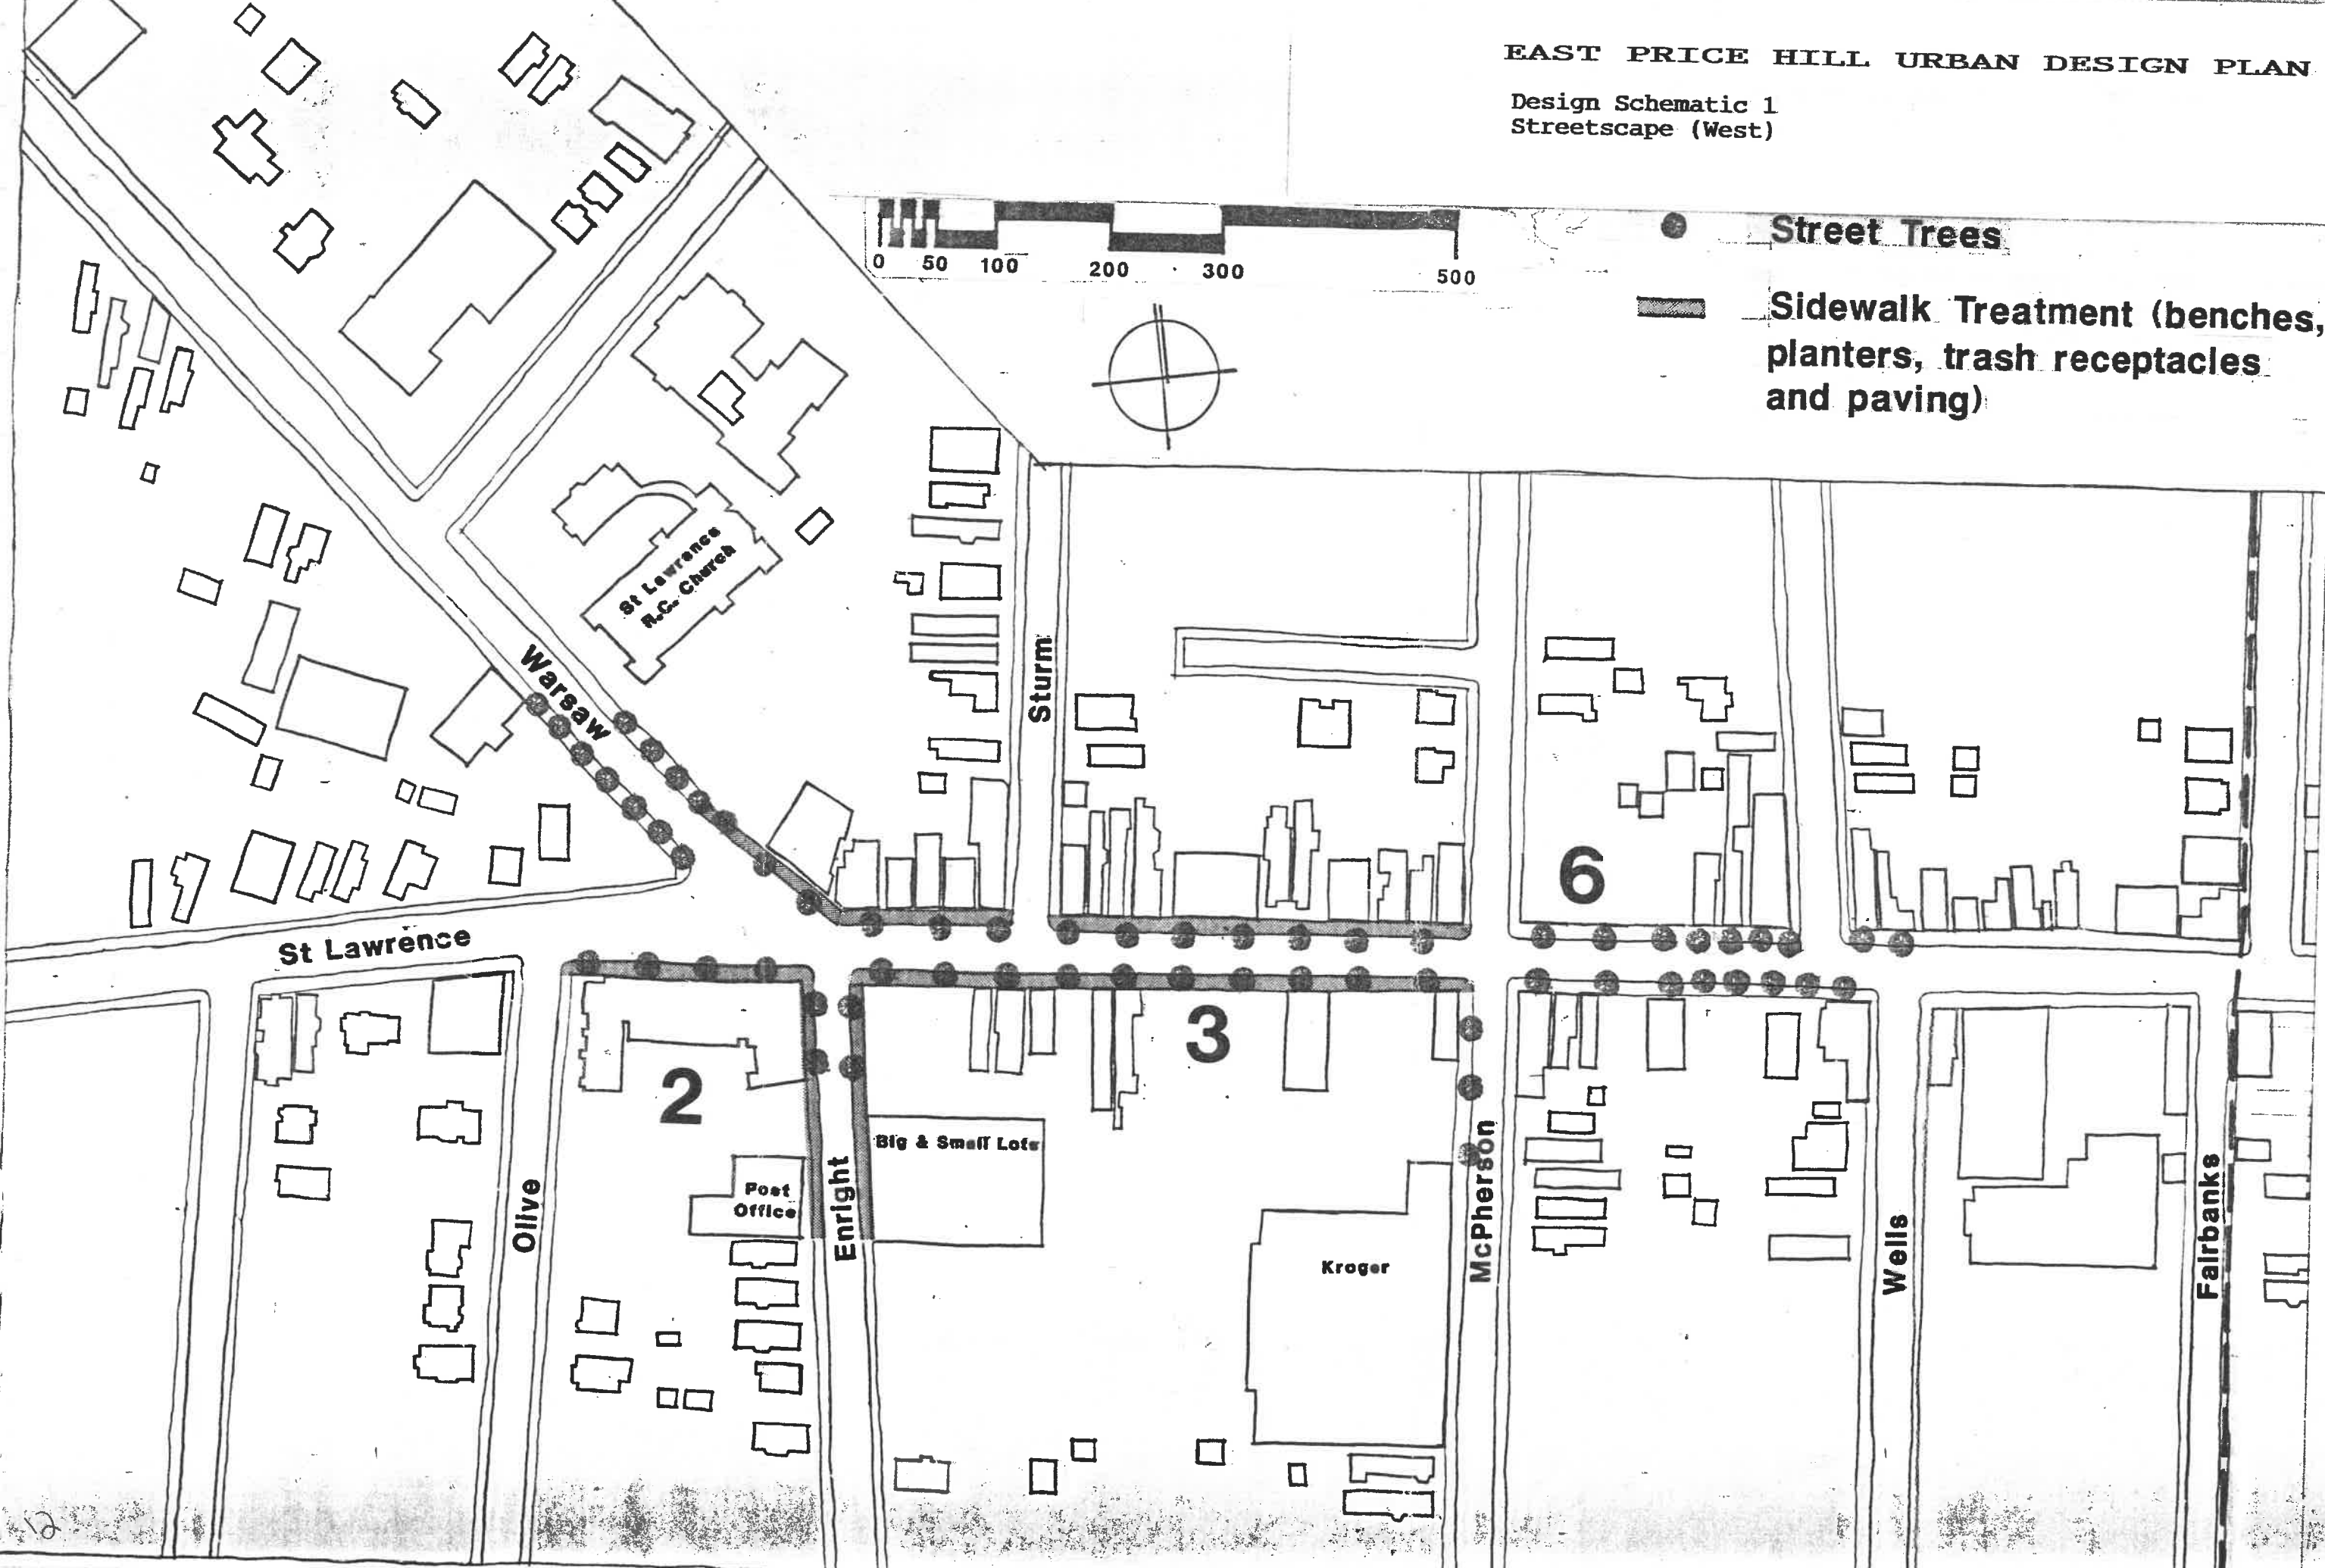 EAST PRICE HILL URBAN DESIGN PLAN
Design Schematic 1
Streetscape (West)
0 50 100 200 300 500
Street Trees
Sidewalk Treatment (benches,
planters, trash receptacles
and paving)
St Lawrence
R.C. Church
Warsaw
Sturm
6
St Lawrence
2
3
Big & Small Lots
Post
Office
Olive
Enright
McPherson
Kroger
Wells
Fairbanks
12